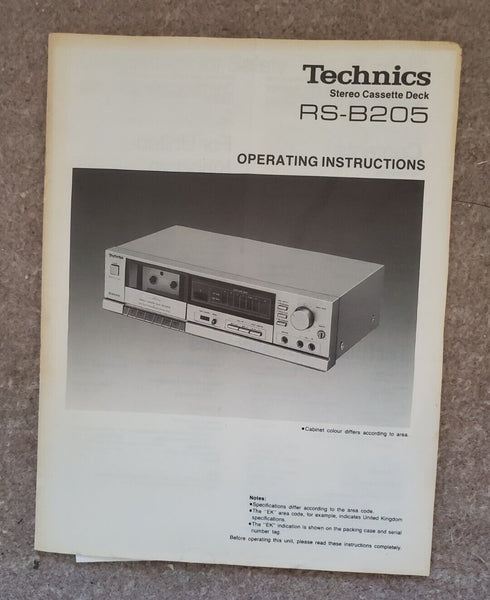 Technics
Stereo Cassette Deck
RS-B205
OPERATING INSTRUCTIONS
Technics
•Cabinet colour differs according to area.
Notes:
•Specifications differ according to the area code.
•The "EK" area code, for example, indicates United Kingdom
specifications.
•The "EK" indication is shown on the packing case and serial
number tag.
Before operating this unit, please read these instructions completely.